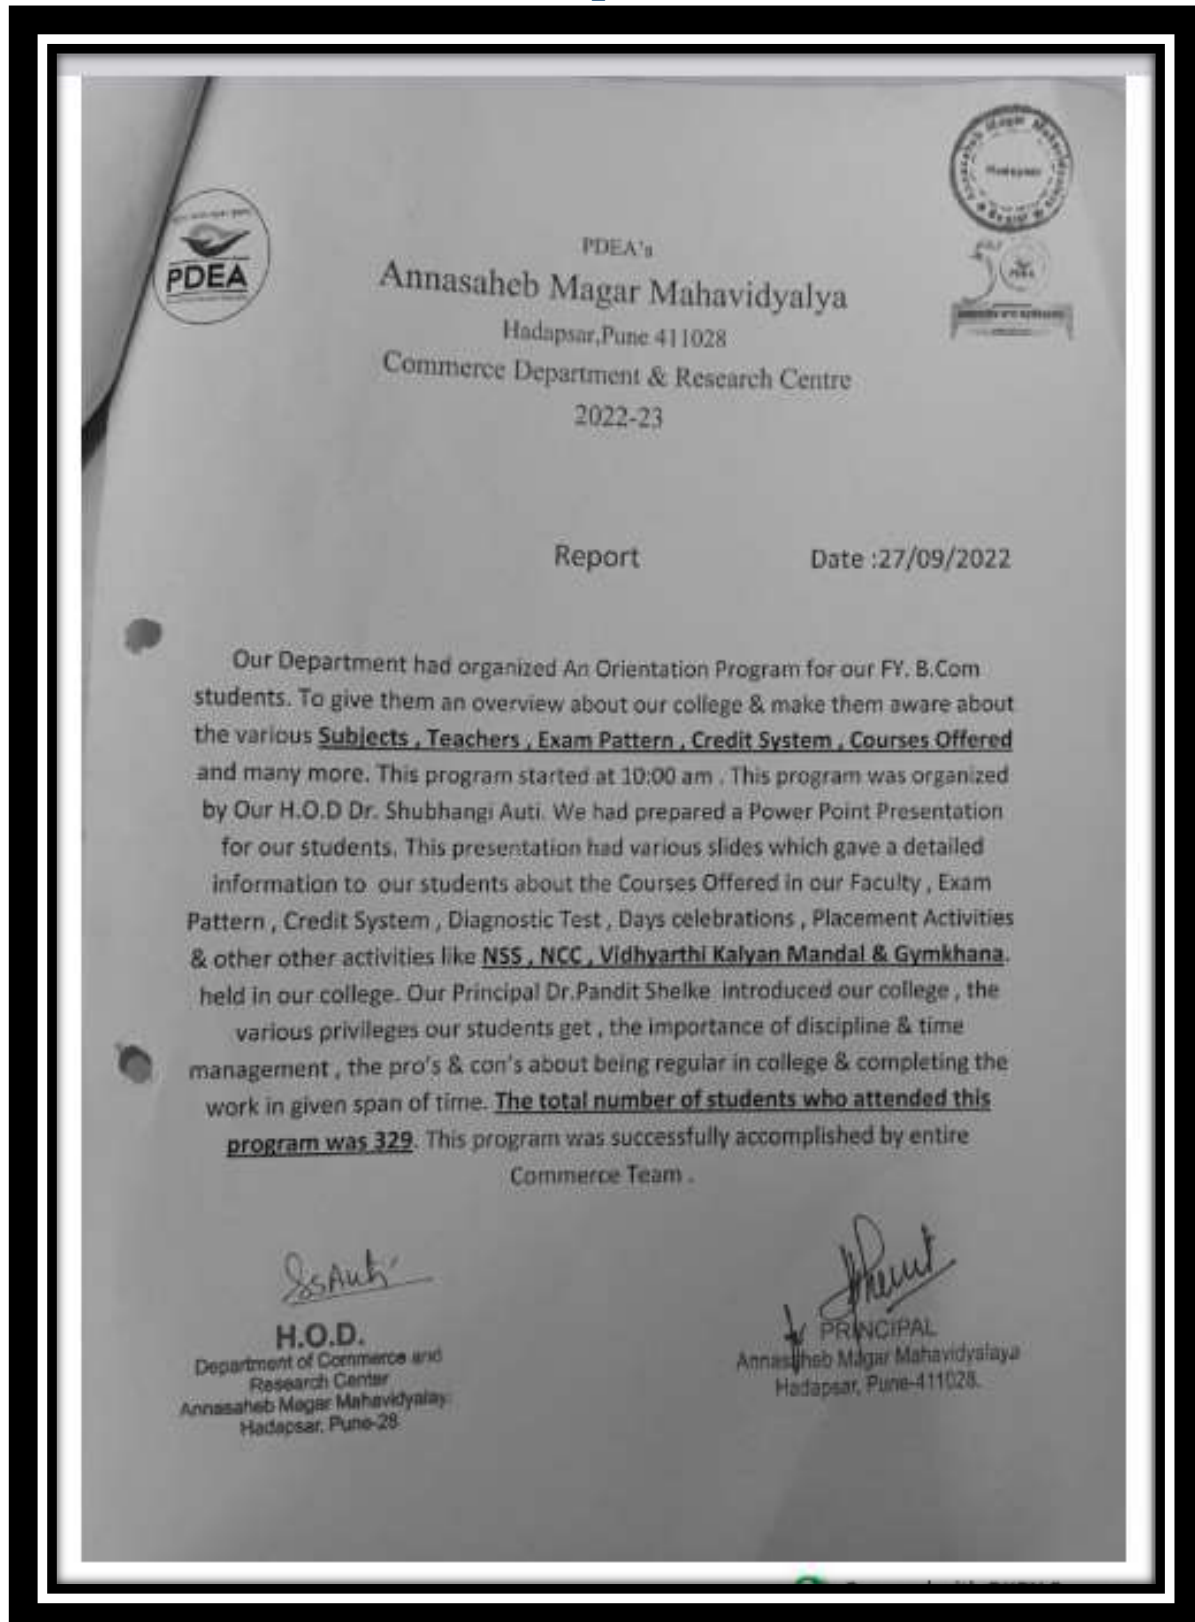 Annasaheb Magar Mahavidyalaya
Hadapsar
PDEA
PDEA
PDEA's
Annasaheb Magar Mahavidyalya
Hadapsar,Pune 411028
Commerce Department & Research Centre
2022-23
Report Date :27/09/2022
Our Department had organized An Orientation Program for our FY. B.Com
students. To give them an overview about our college & make them aware about
the various Subjects , Teachers , Exam Pattern , Credit System , Courses Offered
and many more. This program started at 10:00 am . This program was organized
by Our H.O.D Dr. Shubhangi Auti. We had prepared a Power Point Presentation
for our students. This presentation had various slides which gave a detailed
information to our students about the Courses Offered in our Faculty , Exam
Pattern , Credit System , Diagnostic Test , Days celebrations , Placement Activities
& other other activities like NSS , NCC , Vidhyarthi Kalyan Mandal & Gymkhana.
held in our college. Our Principal Dr.Pandit Shelke introduced our college , the
various privileges our students get , the importance of discipline & time
management , the pro's & con's about being regular in college & completing the
work in given span of time. The total number of students who attended this
program was 329. This program was successfully accomplished by entire
Commerce Team .
SSAuti
H.O.D.
Department of Commerce and
Research Center
Annasaheb Magar Mahavidyalay
Hadapsar, Pune-28
PRINCIPAL
Annasaheb Magar Mahavidyalaya
Hadapsar, Pune-411028.